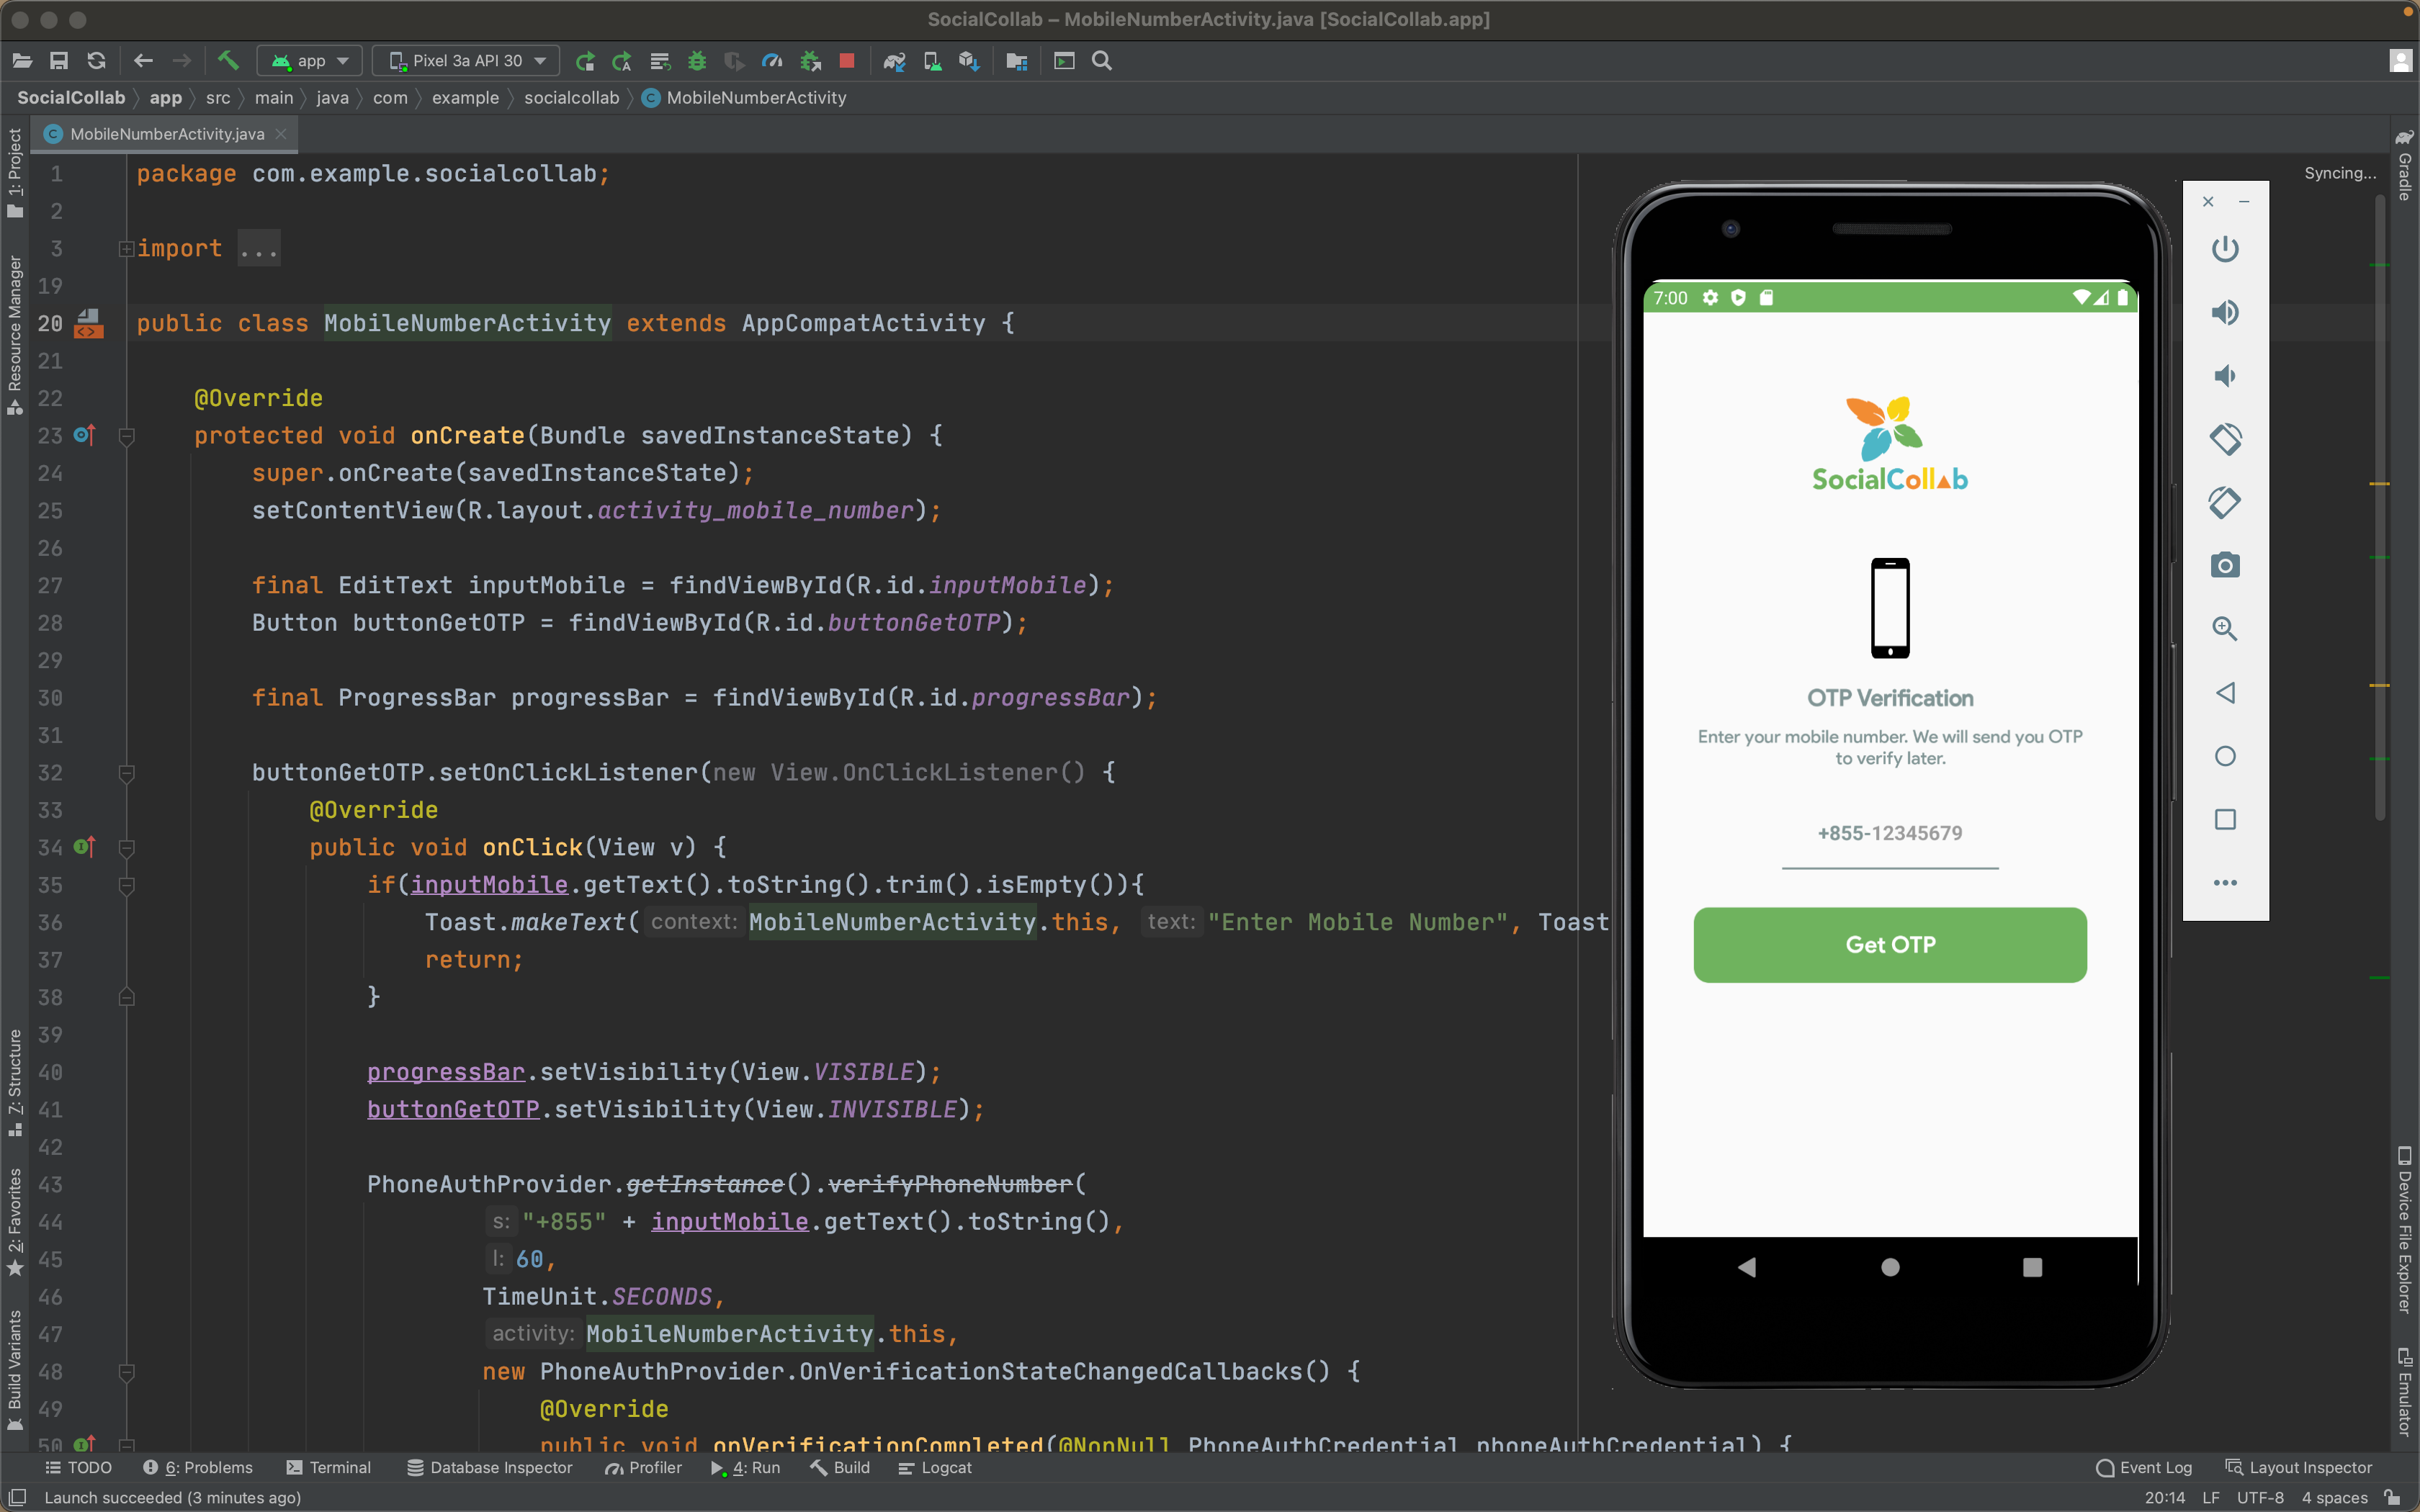 SocialCollab – MobileNumberActivity.java [SocialCollab.app]
app
Pixel 3a API 30
SocialCollab
app
src
main
java
com
example
socialcollab
MobileNumberActivity
MobileNumberActivity.java
1: Project
Resource Manager
7: Structure
2: Favorites
Build Variants
1 package com.example.socialcollab;
2
3 import ...
19
20 public class MobileNumberActivity extends AppCompatActivity {
21
22 @Override
23 protected void onCreate(Bundle savedInstanceState) {
24 super.onCreate(savedInstanceState);
25 setContentView(R.layout.activity_mobile_number);
26
27 final EditText inputMobile = findViewById(R.id.inputMobile);
28 Button buttonGetOTP = findViewById(R.id.buttonGetOTP);
29
30 final ProgressBar progressBar = findViewById(R.id.progressBar);
31
32 buttonGetOTP.setOnClickListener(new View.OnClickListener() {
33 @Override
34 public void onClick(View v) {
35 if(inputMobile.getText().toString().trim().isEmpty()){
36 Toast.makeText( context: MobileNumberActivity.this, text: "Enter Mobile Number", Toast
37 return;
38 }
39
40 progressBar.setVisibility(View.VISIBLE);
41 buttonGetOTP.setVisibility(View.INVISIBLE);
42
43 PhoneAuthProvider.getInstance().verifyPhoneNumber(
44 s: "+855" + inputMobile.getText().toString(),
45 l: 60,
46 TimeUnit.SECONDS,
47 activity: MobileNumberActivity.this,
48 new PhoneAuthProvider.OnVerificationStateChangedCallbacks() {
49 @Override
50 public void onVerificationCompleted(@NonNull PhoneAuthCredential phoneAuthCredential) {
Syncing...
7:00
SocialCollab
OTP Verification
Enter your mobile number. We will send you OTP
to verify later.
+855-12345679
Get OTP
Gradle
Device File Explorer
Emulator
TODO
6: Problems
Terminal
Database Inspector
Profiler
4: Run
Build
Logcat
Event Log
Layout Inspector
Launch succeeded (3 minutes ago)
20:14
LF
UTF-8
4 spaces